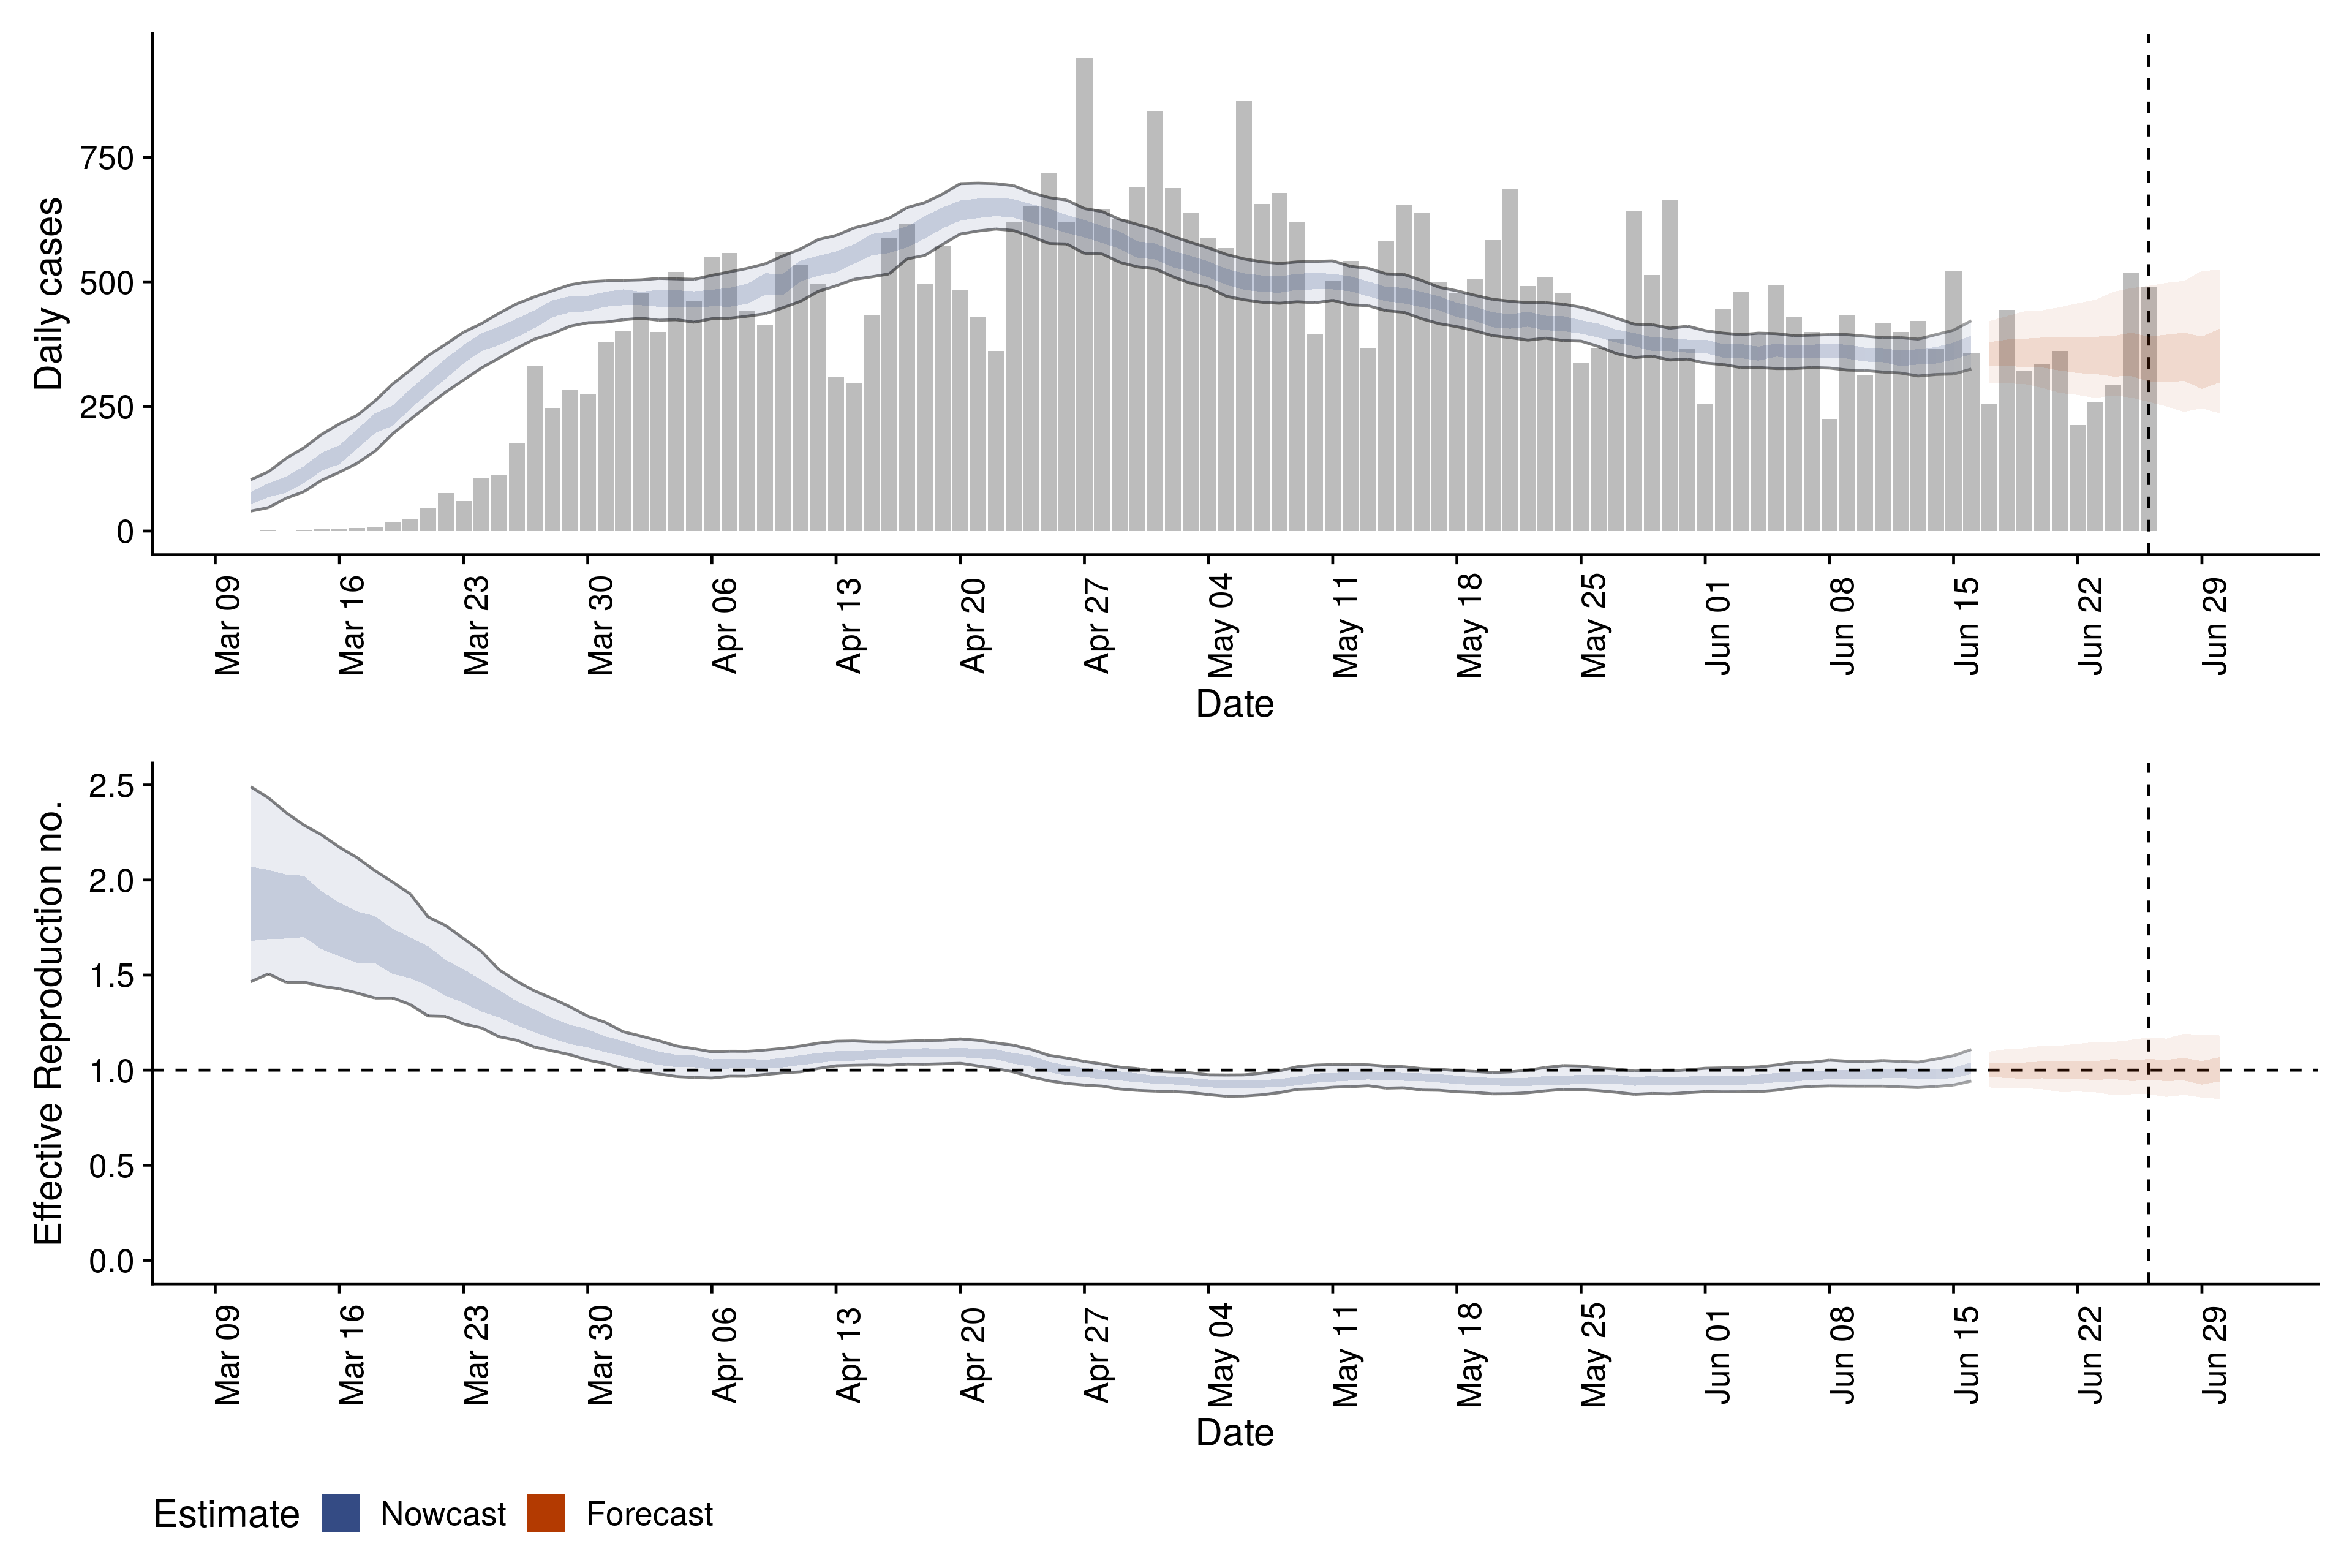 Daily cases
750
500
250
0
Mar 09
Mar 16
Mar 23
Mar 30
Apr 06
Apr 13
Apr 20
Apr 27
May 04
May 11
May 18
May 25
Jun 01
Jun 08
Jun 15
Jun 22
Jun 29
Date
Effective Reproduction no.
2.5
2.0
1.5
1.0
0.5
0.0
Mar 09
Mar 16
Mar 23
Mar 30
Apr 06
Apr 13
Apr 20
Apr 27
May 04
May 11
May 18
May 25
Jun 01
Jun 08
Jun 15
Jun 22
Jun 29
Date
Estimate Nowcast Forecast